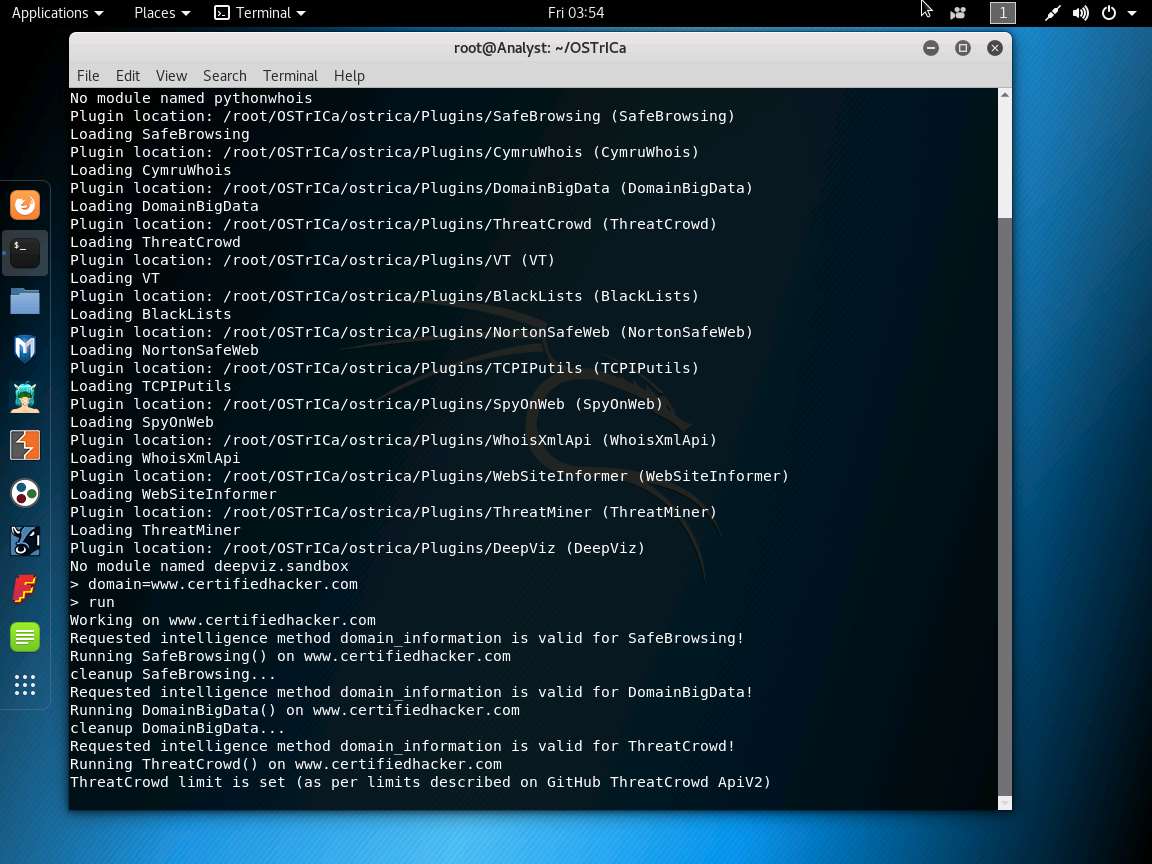 Applications Places Terminal Fri 03:54 1
root@Analyst: ~/OSTrICa
File Edit View Search Terminal Help
No module named pythonwhois
Plugin location: /root/OSTrICa/ostrica/Plugins/SafeBrowsing (SafeBrowsing)
Loading SafeBrowsing
Plugin location: /root/OSTrICa/ostrica/Plugins/CymruWhois (CymruWhois)
Loading CymruWhois
Plugin location: /root/OSTrICa/ostrica/Plugins/DomainBigData (DomainBigData)
Loading DomainBigData
Plugin location: /root/OSTrICa/ostrica/Plugins/ThreatCrowd (ThreatCrowd)
Loading ThreatCrowd
Plugin location: /root/OSTrICa/ostrica/Plugins/VT (VT)
Loading VT
Plugin location: /root/OSTrICa/ostrica/Plugins/BlackLists (BlackLists)
Loading BlackLists
Plugin location: /root/OSTrICa/ostrica/Plugins/NortonSafeWeb (NortonSafeWeb)
Loading NortonSafeWeb
Plugin location: /root/OSTrICa/ostrica/Plugins/TCPIPutils (TCPIPutils)
Loading TCPIPutils
Plugin location: /root/OSTrICa/ostrica/Plugins/SpyOnWeb (SpyOnWeb)
Loading SpyOnWeb
Plugin location: /root/OSTrICa/ostrica/Plugins/WhoisXmlApi (WhoisXmlApi)
Loading WhoisXmlApi
Plugin location: /root/OSTrICa/ostrica/Plugins/WebSiteInformer (WebSiteInformer)
Loading WebSiteInformer
Plugin location: /root/OSTrICa/ostrica/Plugins/ThreatMiner (ThreatMiner)
Loading ThreatMiner
Plugin location: /root/OSTrICa/ostrica/Plugins/DeepViz (DeepViz)
No module named deepviz.sandbox
> domain=www.certifiedhacker.com
> run
Working on www.certifiedhacker.com
Requested intelligence method domain_information is valid for SafeBrowsing!
Running SafeBrowsing() on www.certifiedhacker.com
cleanup SafeBrowsing...
Requested intelligence method domain_information is valid for DomainBigData!
Running DomainBigData() on www.certifiedhacker.com
cleanup DomainBigData...
Requested intelligence method domain_information is valid for ThreatCrowd!
Running ThreatCrowd() on www.certifiedhacker.com
ThreatCrowd limit is set (as per limits described on GitHub ThreatCrowd ApiV2)